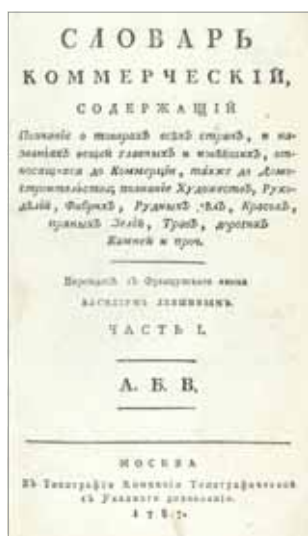 СЛОВАРЬ
КОММЕРЧЕСКІЙ,
СОДЕРЖАЩІЙ
Познаніе о товарахъ всѣхъ странъ, и на-
званіяхъ вещей главныхъ и новѣйшихъ, от-
носящихся до Коммерціи, также до Домо-
строительства; познаніе Художествъ, Руко-
дѣлій, Фабрикъ, Рудныхъ дѣлъ, Красокъ,
пряныхъ Зелій, Травъ, дорогихъ
Камней и проч.
Переведенъ съ Французскаго языка
ВАСИЛЬЕМЪ ЛЕВШИНЫМЪ.
ЧАСТЬ I.
А. Б. В.
МОСКВА
Въ Типографіи Компаніи Типографической
съ Указнаго дозволенія.
1787.